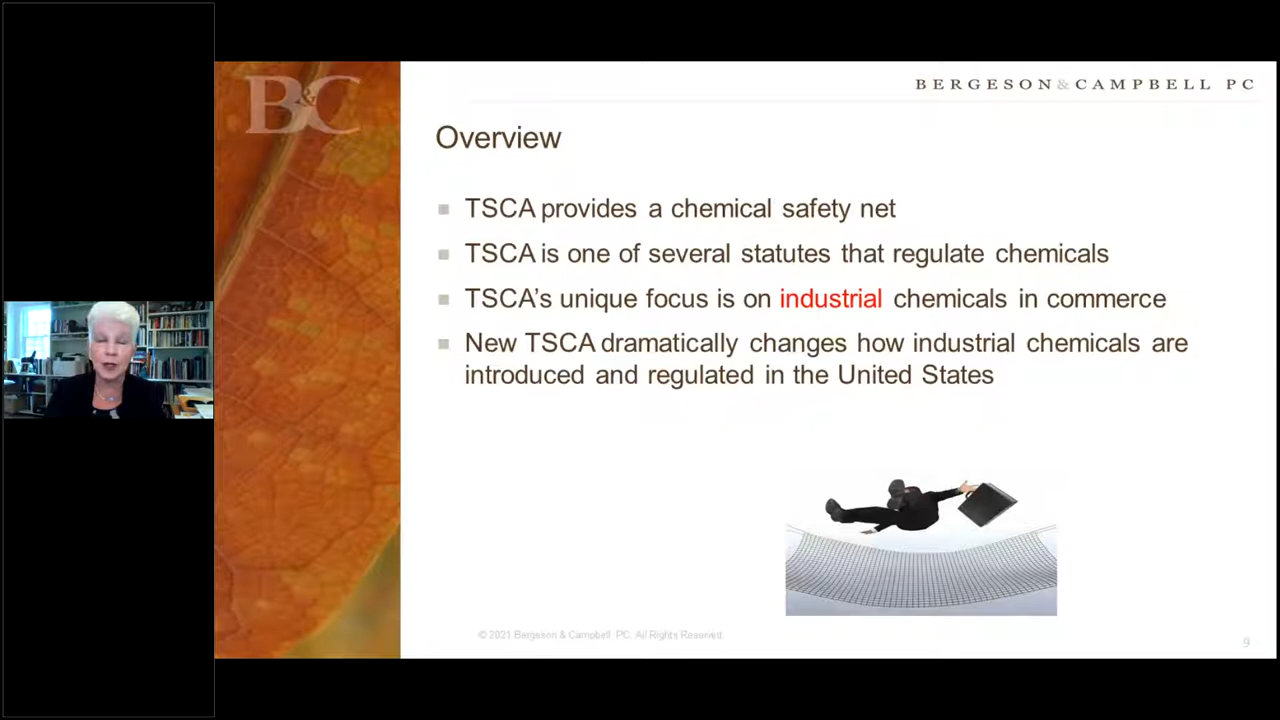 B&C
BERGESON&CAMPBELL PC
Overview
TSCA provides a chemical safety net
TSCA is one of several statutes that regulate chemicals
TSCA's unique focus is on industrial chemicals in commerce
New TSCA dramatically changes how industrial chemicals are
introduced and regulated in the United States
© 2021 Bergeson & Campbell PC. All Rights Reserved.
9